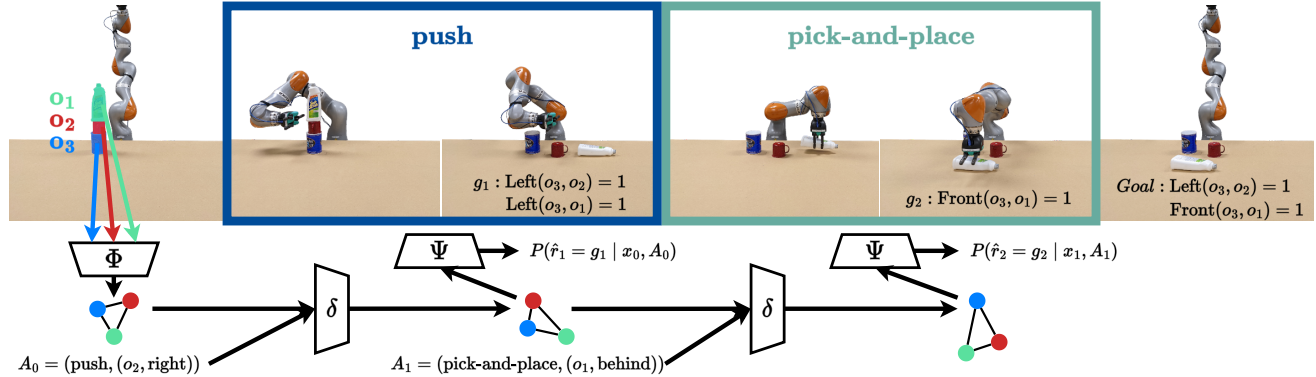 push
pick-and-place
o₁
o₂
o₃
g₁ : Left(o₃, o₂) = 1
Left(o₃, o₁) = 1
g₂ : Front(o₃, o₁) = 1
Goal : Left(o₃, o₂) = 1
Front(o₃, o₁) = 1
Φ
Ψ
P(r̂₁ = g₁ | x₀, A₀)
Ψ
P(r̂₂ = g₂ | x₁, A₁)
δ
δ
A₀ = (push, (o₂, right))
A₁ = (pick-and-place, (o₁, behind))